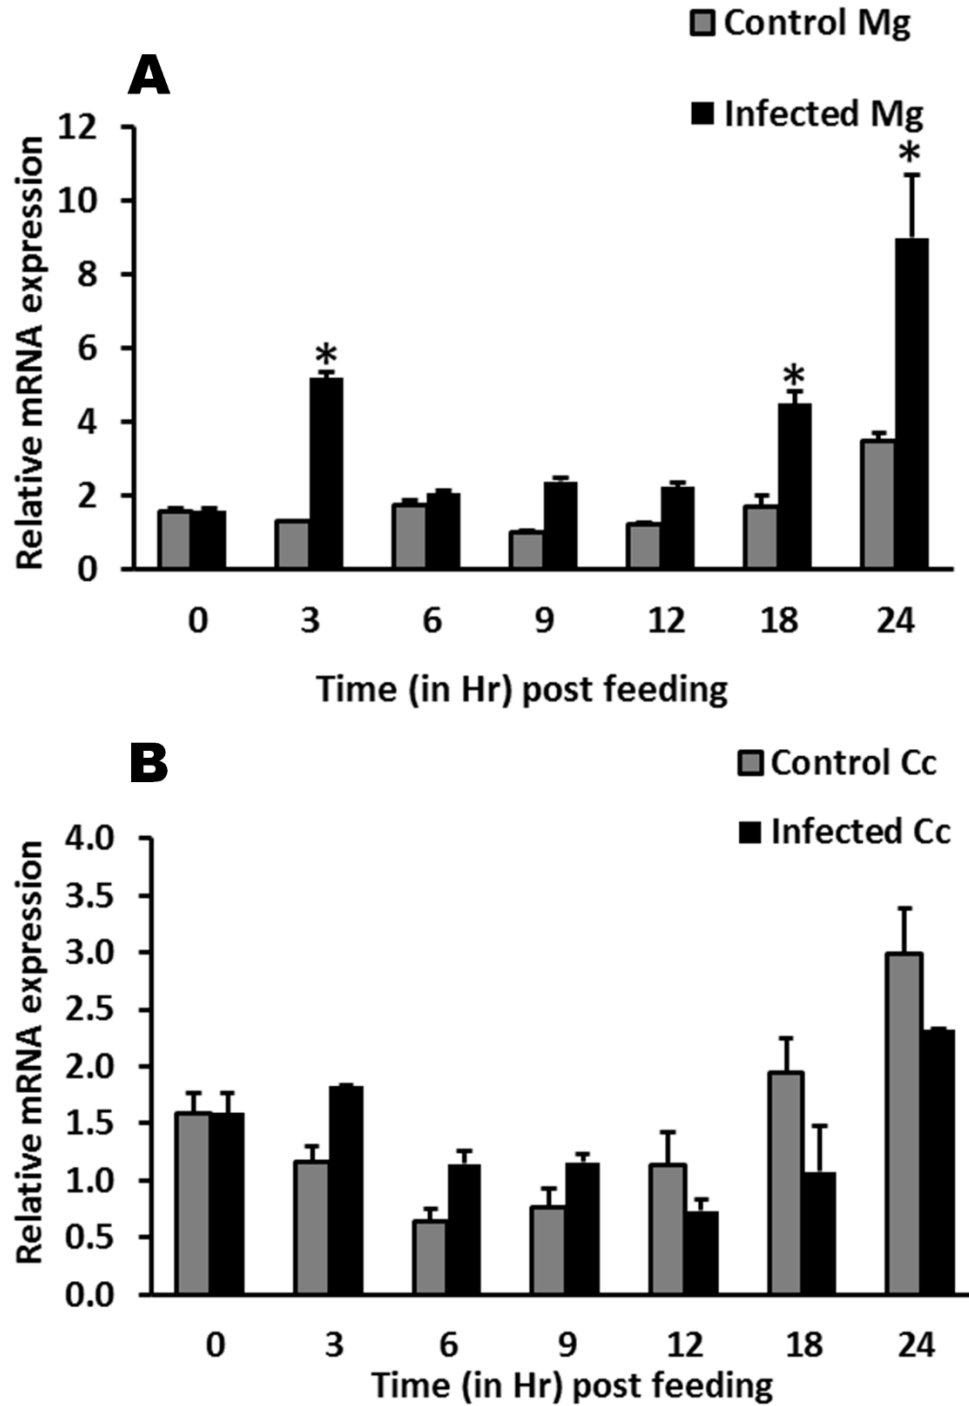 Control Mg
A
Infected Mg
12
10
8
6
4
2
0
Relative mRNA expression
*
*
*
0 3 6 9 12 18 24
Time (in Hr) post feeding
B
Control Cc
Infected Cc
4.0
3.5
3.0
2.5
2.0
1.5
1.0
0.5
0.0
Relative mRNA expression
0 3 6 9 12 18 24
Time (in Hr) post feeding